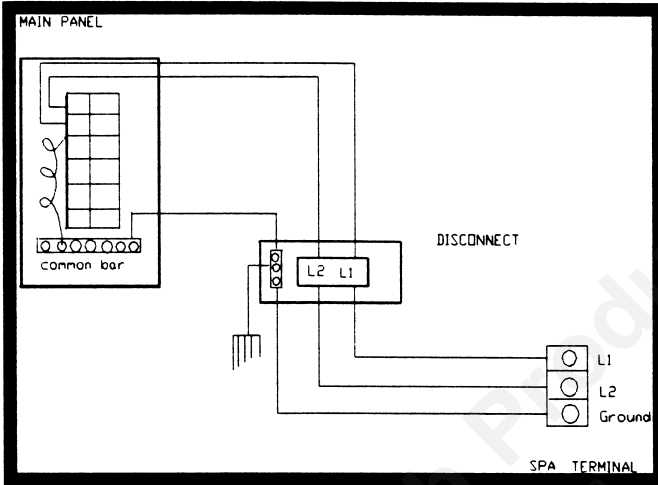 MAIN PANEL
common bar
DISCONNECT
L2 L1
L1
L2
Ground
SPA TERMINAL